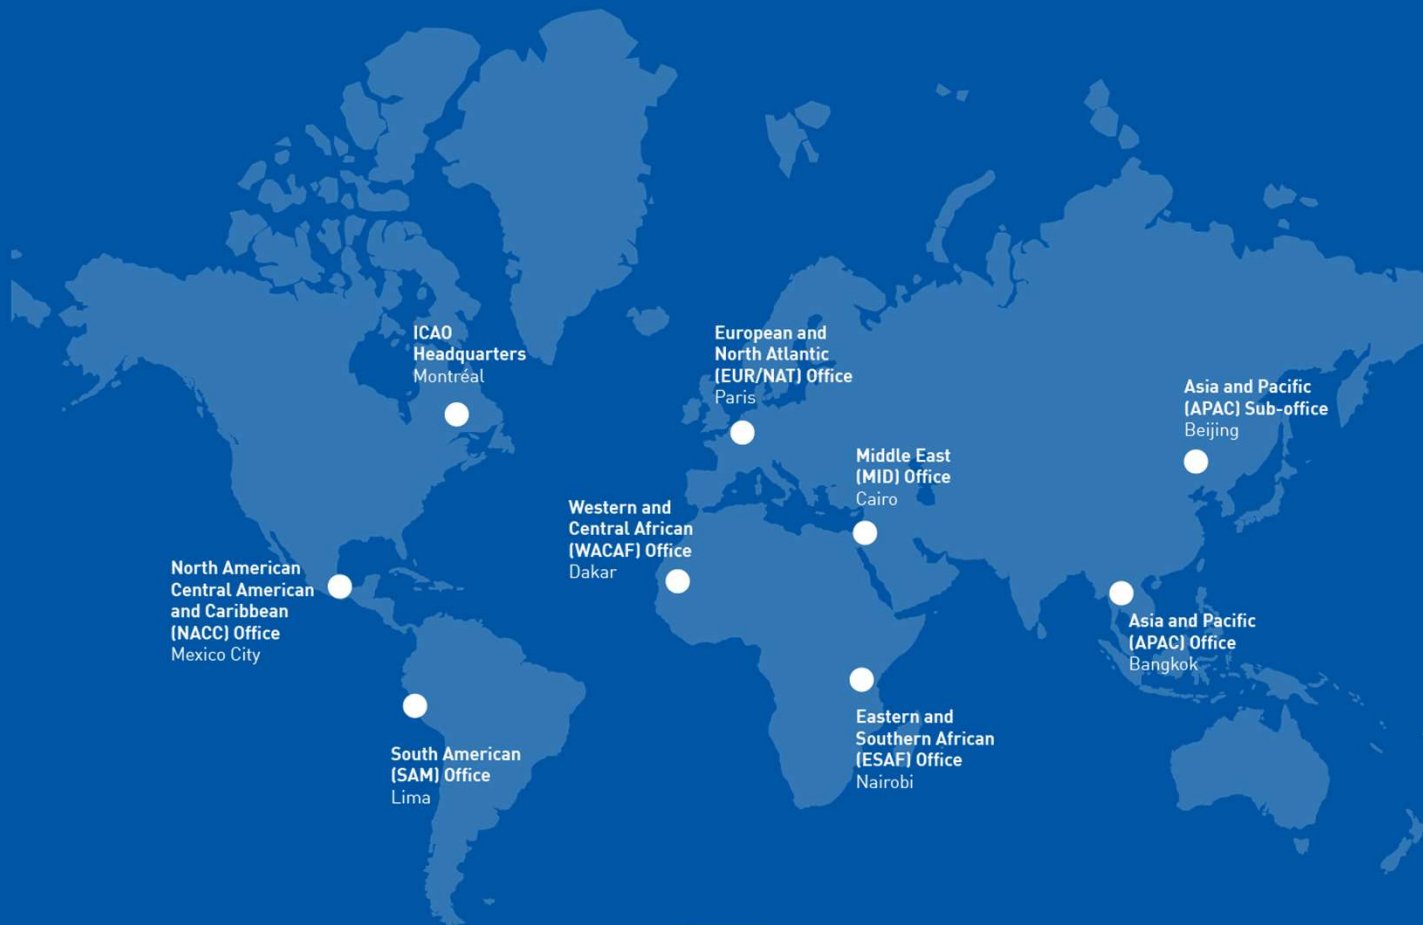 ICAO
Headquarters
Montréal
European and
North Atlantic
(EUR/NAT) Office
Paris
Asia and Pacific
(APAC) Sub-office
Beijing
Middle East
(MID) Office
Cairo
Western and
Central African
(WACAF) Office
Dakar
North American
Central American
and Caribbean
(NACC) Office
Mexico City
Asia and Pacific
(APAC) Office
Bangkok
Eastern and
Southern African
(ESAF) Office
Nairobi
South American
(SAM) Office
Lima